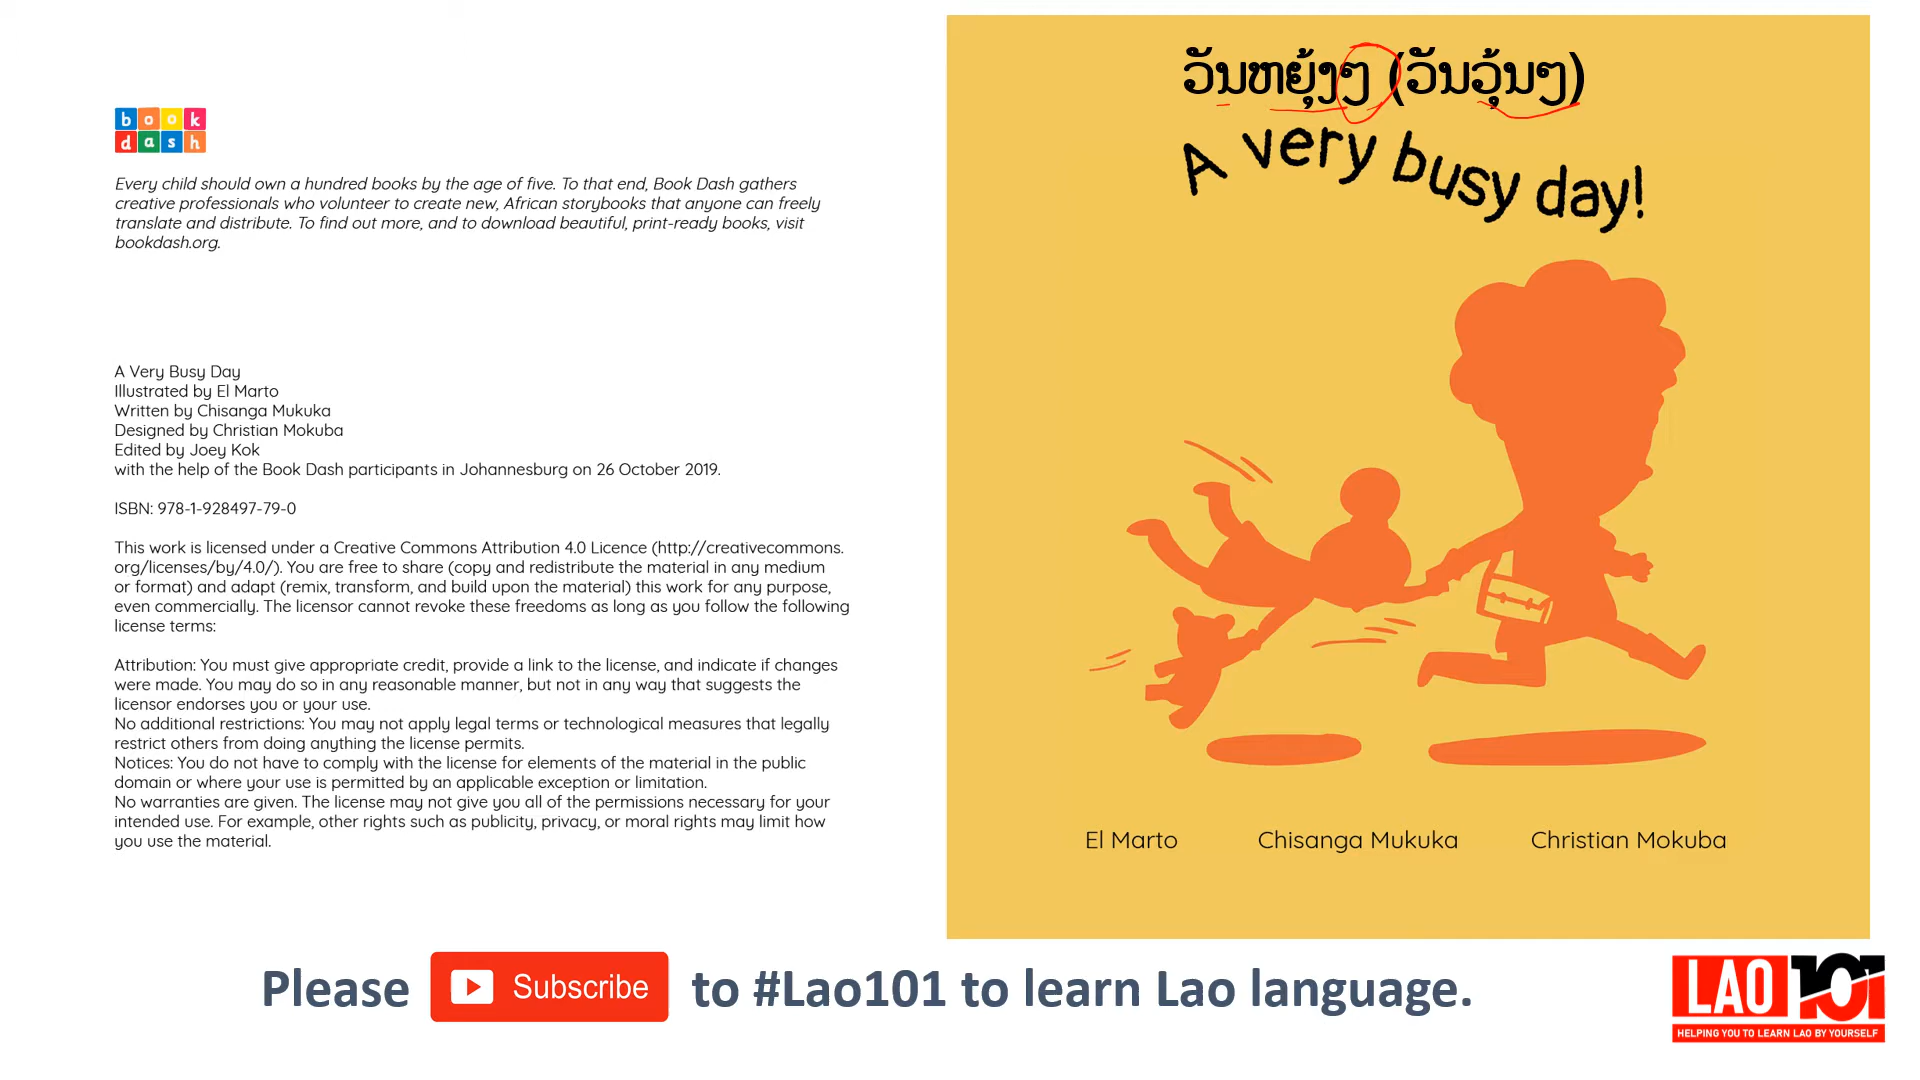 book
dash
Every child should own a hundred books by the age of five. To that end, Book Dash gathers
creative professionals who volunteer to create new, African storybooks that anyone can freely
translate and distribute. To find out more, and to download beautiful, print-ready books, visit
bookdash.org.
A Very Busy Day
Illustrated by El Marto
Written by Chisanga Mukuka
Designed by Christian Mokuba
Edited by Joey Kok
with the help of the Book Dash participants in Johannesburg on 26 October 2019.
ISBN: 978-1-928497-79-0
This work is licensed under a Creative Commons Attribution 4.0 Licence (http://creativecommons.
org/licenses/by/4.0/). You are free to share (copy and redistribute the material in any medium
or format) and adapt (remix, transform, and build upon the material) this work for any purpose,
even commercially. The licensor cannot revoke these freedoms as long as you follow the following
license terms:
Attribution: You must give appropriate credit, provide a link to the license, and indicate if changes
were made. You may do so in any reasonable manner, but not in any way that suggests the
licensor endorses you or your use.
No additional restrictions: You may not apply legal terms or technological measures that legally
restrict others from doing anything the license permits.
Notices: You do not have to comply with the license for elements of the material in the public
domain or where your use is permitted by an applicable exception or limitation.
No warranties are given. The license may not give you all of the permissions necessary for your
intended use. For example, other rights such as publicity, privacy, or moral rights may limit how
you use the material.
ວັນຫຍຸ້ງໆ (ວັນວຸ້ນໆ)
A very busy day!
El Marto Chisanga Mukuka Christian Mokuba
Please Subscribe to #Lao101 to learn Lao language.
LAO 101
HELPING YOU TO LEARN LAO BY YOURSELF